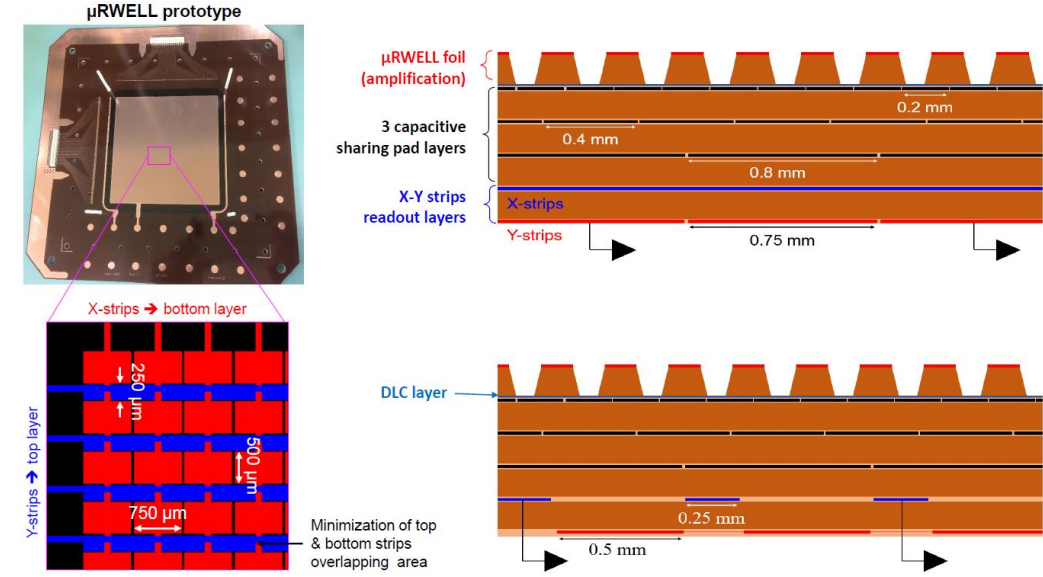 µRWELL prototype
X-strips ➔ bottom layer
Y-strips ➔ top layer
250 µm
500 µm
750 µm
Minimization of top
& bottom strips
overlapping area
µRWELL foil
(amplification)
3 capacitive
sharing pad layers
X-Y strips
readout layers
0.2 mm
0.4 mm
0.8 mm
X-strips
Y-strips
0.75 mm
DLC layer
0.25 mm
0.5 mm